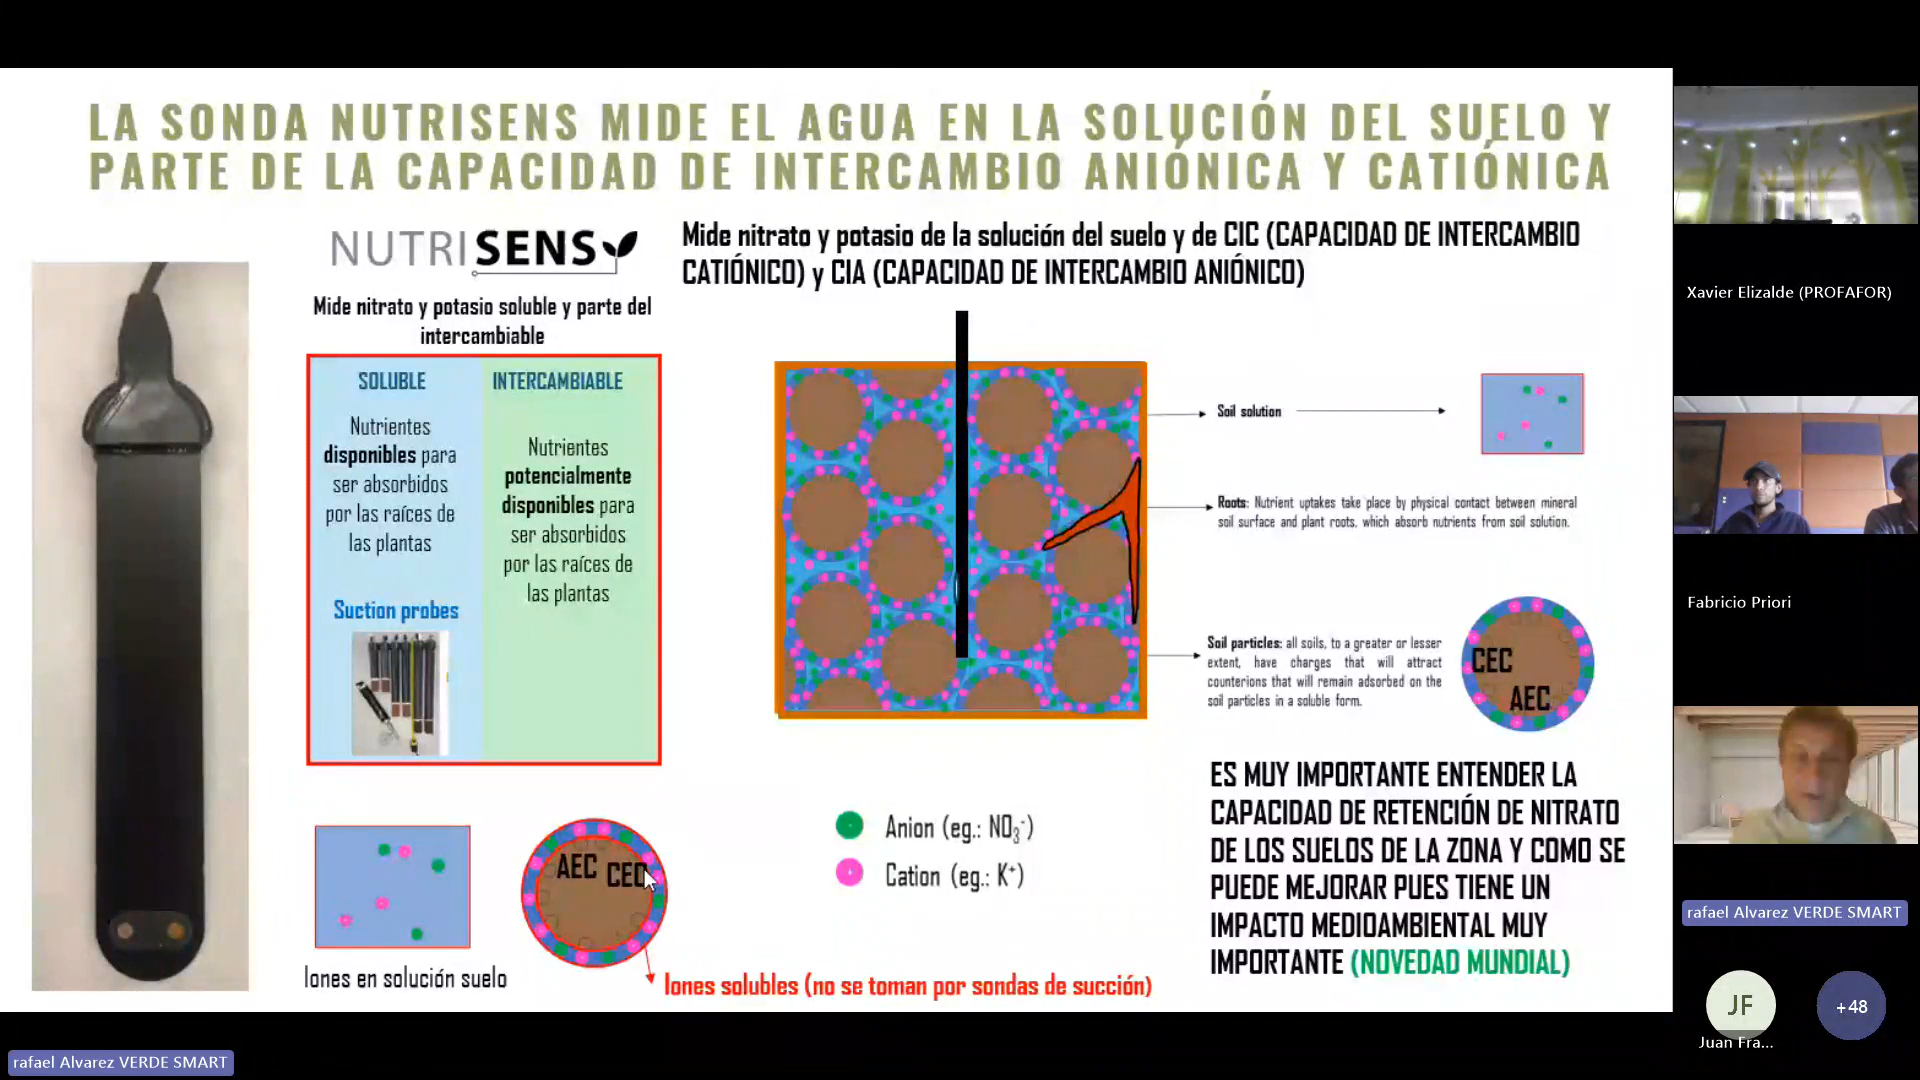 LA SONDA NUTRISENS MIDE EL AGUA EN LA SOLUCIÓN DEL SUELO Y
PARTE DE LA CAPACIDAD DE INTERCAMBIO ANIÓNICA Y CATIÓNICA
NUTRISENS
Mide nitrato y potasio soluble y parte del
intercambiable
SOLUBLE
Nutrientes
disponibles para
ser absorbidos
por las raíces de
las plantas
Suction probes
INTERCAMBIABLE
Nutrientes
potencialmente
disponibles para
ser absorbidos
por las raíces de
las plantas
Iones en solución suelo
AEC CEC
Iones solubles (no se toman por sondas de succión)
Mide nitrato y potasio de la solución del suelo y de CIC (CAPACIDAD DE INTERCAMBIO
CATIÓNICO) y CIA (CAPACIDAD DE INTERCAMBIO ANIÓNICO)
Soil solution
Roots: Nutrient uptakes take place by physical contact between mineral
soil surface and plant roots, which absorb nutrients from soil solution.
Soil particles: all soils, to a greater or lesser
extent, have charges that will attract
counterions that will remain adsorbed on the
soil particles in a soluble form.
CEC
AEC
Anion (eg.: NO₃⁻)
Cation (eg.: K⁺)
ES MUY IMPORTANTE ENTENDER LA
CAPACIDAD DE RETENCIÓN DE NITRATO
DE LOS SUELOS DE LA ZONA Y COMO SE
PUEDE MEJORAR PUES TIENE UN
IMPACTO MEDIOAMBIENTAL MUY
IMPORTANTE (NOVEDAD MUNDIAL)
Xavier Elizalde (PROFAFOR)
Fabricio Priori
rafael Alvarez VERDE SMART
JF
Juan Fra...
+48
rafael Alvarez VERDE SMART